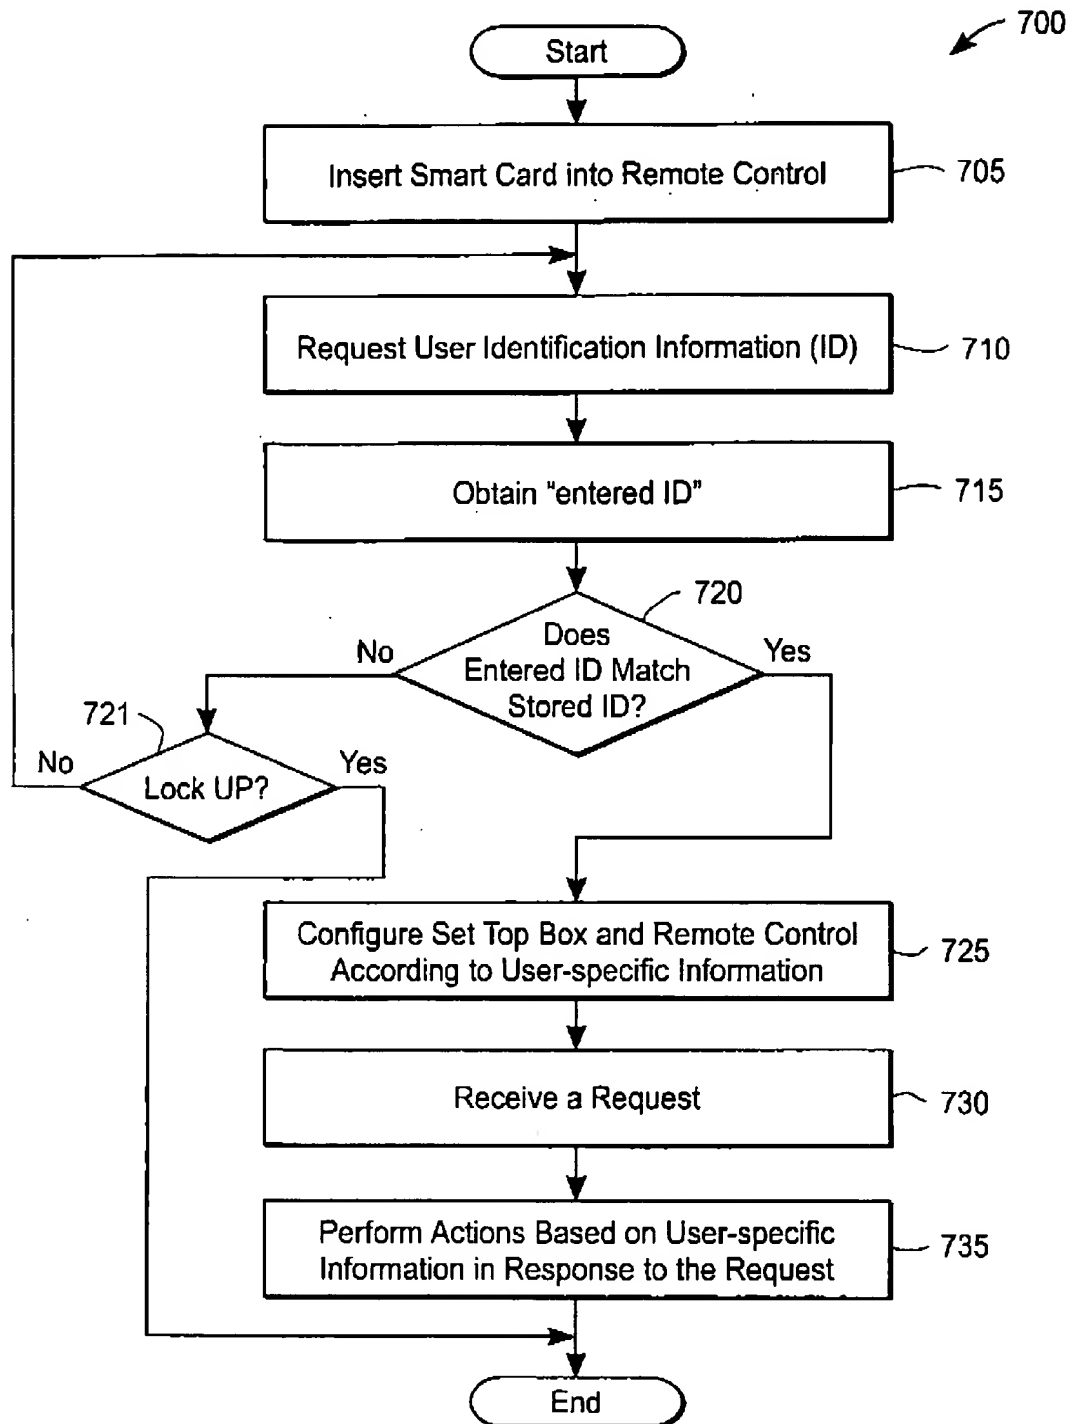 700
Start
Insert Smart Card into Remote Control
705
Request User Identification Information (ID)
710
Obtain “entered ID”
715
720
Does
Entered ID Match
Stored ID?
No
Yes
721
No
Lock UP?
Yes
Configure Set Top Box and Remote Control
According to User-specific Information
725
Receive a Request
730
Perform Actions Based on User-specific
Information in Response to the Request
735
End